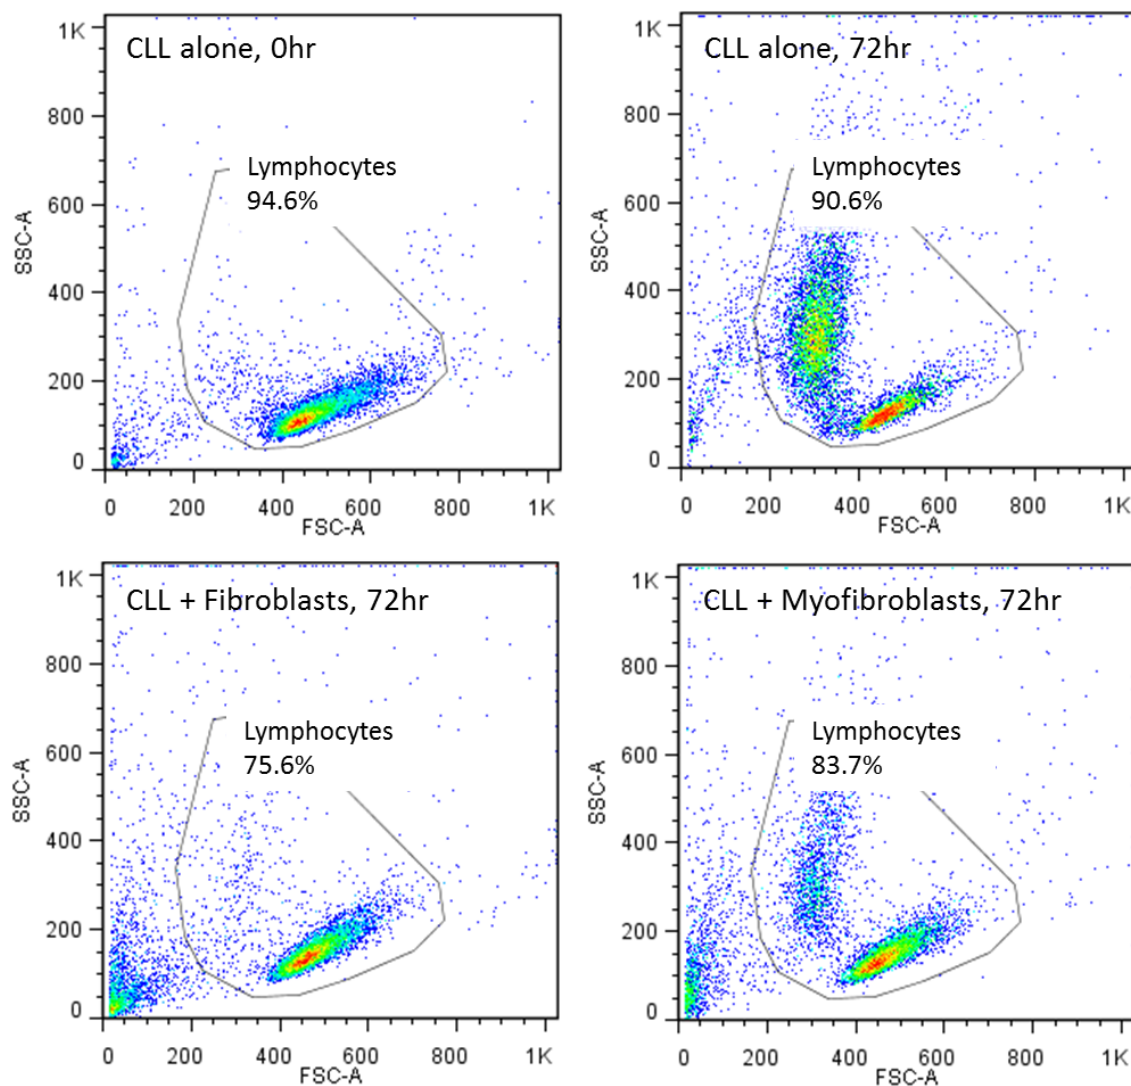 CLL alone, 0hr
Lymphocytes
94.6%
1K
800
600
400
200
0
SSC-A
0 200 400 600 800 1K
FSC-A
CLL alone, 72hr
Lymphocytes
90.6%
1K
800
600
400
200
0
SSC-A
0 200 400 600 800 1K
FSC-A
CLL + Fibroblasts, 72hr
Lymphocytes
75.6%
1K
800
600
400
200
0
SSC-A
0 200 400 600 800 1K
FSC-A
CLL + Myofibroblasts, 72hr
Lymphocytes
83.7%
1K
800
600
400
200
0
SSC-A
0 200 400 600 800 1K
FSC-A